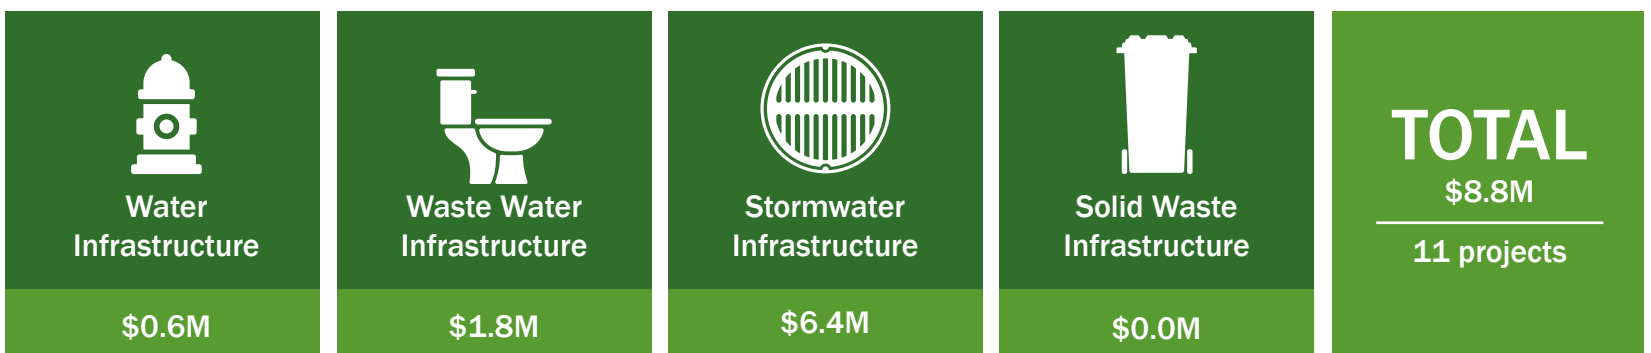 Water
Infrastructure
$0.6M
Waste Water
Infrastructure
$1.8M
Stormwater
Infrastructure
$6.4M
Solid Waste
Infrastructure
$0.0M
TOTAL
$8.8M
11 projects